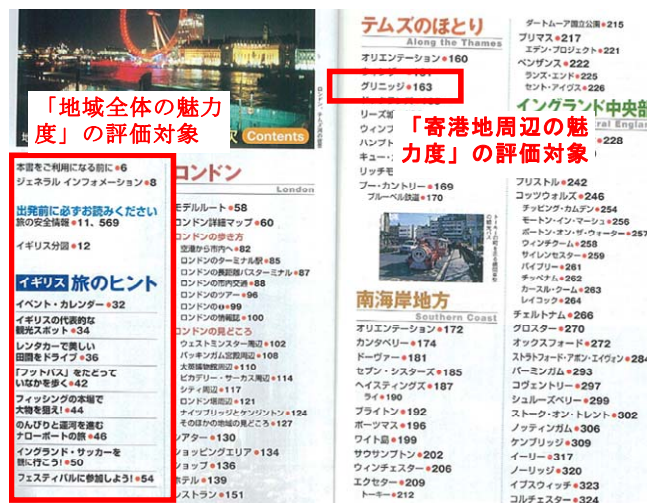 「地域全体の魅力
度」の評価対象
Contents
本書をご利用になる前に●6
ジェネラル インフォメーション●8
出発前に必ずお読みください
旅の安全情報●11、569
イギリス分図●12
イギリス 旅のヒント
イベント・カレンダー●32
イギリスの代表的な
観光スポット●34
レンタカーで美しい
田園をドライブ●36
「フットパス」をたどって
いなかを歩く●42
フィッシングの本場で
大物を狙え!●44
のんびりと運河を進む
ナローボートの旅●46
イングランド・サッカーを
観に行こう!●50
フェスティバルに参加しよう!●54
ロンドン
London
モデルルート●58
ロンドン詳細マップ●60
ロンドンの歩き方
空港から市内へ●82
ロンドンのターミナル駅●85
ロンドンの長距離バスターミナル●87
ロンドンの市内交通●88
ロンドンのツアー●96
ロンドンの●99
ロンドンの情報誌●100
ロンドンの見どころ
ウェストミンスター周辺●102
バッキンガム宮殿周辺●108
大英博物館周辺●110
ピカデリー・サーカス周辺●114
シティ周辺●117
ロンドン塔周辺●121
ナイツブリッジとケンジントン●124
そのほかの地域の見どころ●127
シアター●130
ショッピングエリア●134
ショップ●136
ホテル●139
レストラン●151
テムズのほとり
Along the Thames
オリエンテーション●160
グリニッジ●163
「寄港地周辺の魅
力度」の評価対象
リーズ城
ウィンブ
ハンプト
キュー・
リッチモ
プー・カントリー●169
ブルーベル鉄道●170
南海岸地方
Southern Coast
オリエンテーション●172
カンタベリー●174
ドーヴァー●181
セブン・シスターズ●185
ヘイスティングズ●187
ライ●190
ブライトン●192
ポーツマス●196
ワイト島●199
サウサンプトン●202
ウィンチェスター●206
エクセター●209
トーキー●212
ダートムーア国立公園●215
プリマス●217
エデン・プロジェクト●221
ペンザンス●222
ランズ・エンド●225
セント・アイヴス●226
イングランド中央部
ral Englan
●228
ブリストル●242
コッツウォルズ●246
チッピング・カムデン●254
モートン・イン・マーシュ●256
ボートン・オン・ザ・ウォーター●257
ウィンチクーム●258
サイレンセスター●259
バイブリー●261
チッペナム●262
カースル・クーム●263
レイコック●264
チェルトナム●266
グロスター●270
オックスフォード●272
ストラトフォード・アポン・エイヴォン●284
バーミンガム●293
コヴェントリー●297
シュルーズベリー●299
ストーク・オン・トレント●302
ノッティンガム●306
ケンブリッジ●309
イーリー●317
ノーリッジ●320
イプスウィッチ●323
コルチェスター●324